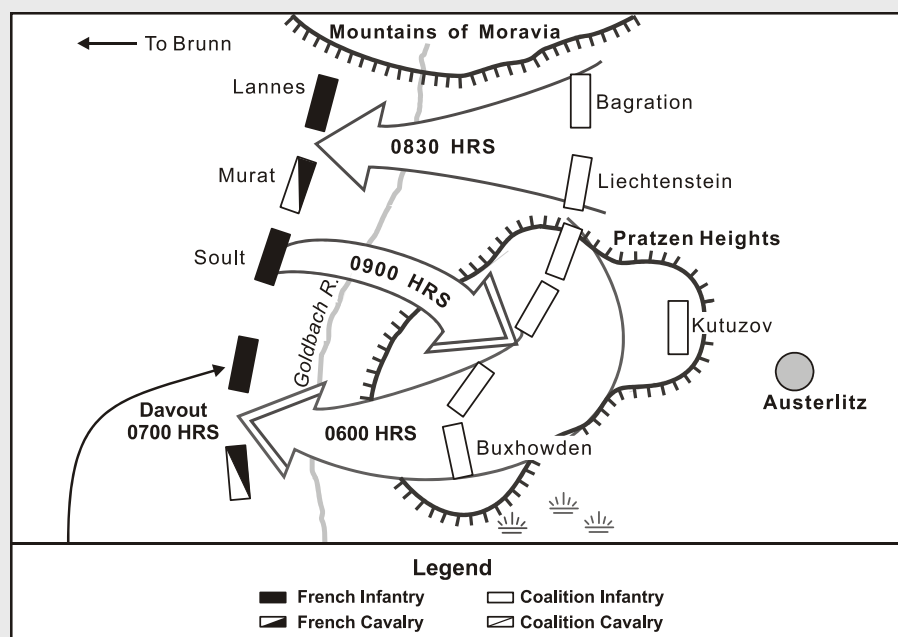 Mountains of Moravia
To Brunn
Lannes
Bagration
0830 HRS
Murat
Liechtenstein
Pratzen Heights
Soult
0900 HRS
Goldbach R.
Kutuzov
Austerlitz
Davout
0700 HRS
0600 HRS
Buxhowden
Legend
French Infantry
Coalition Infantry
French Cavalry
Coalition Cavalry